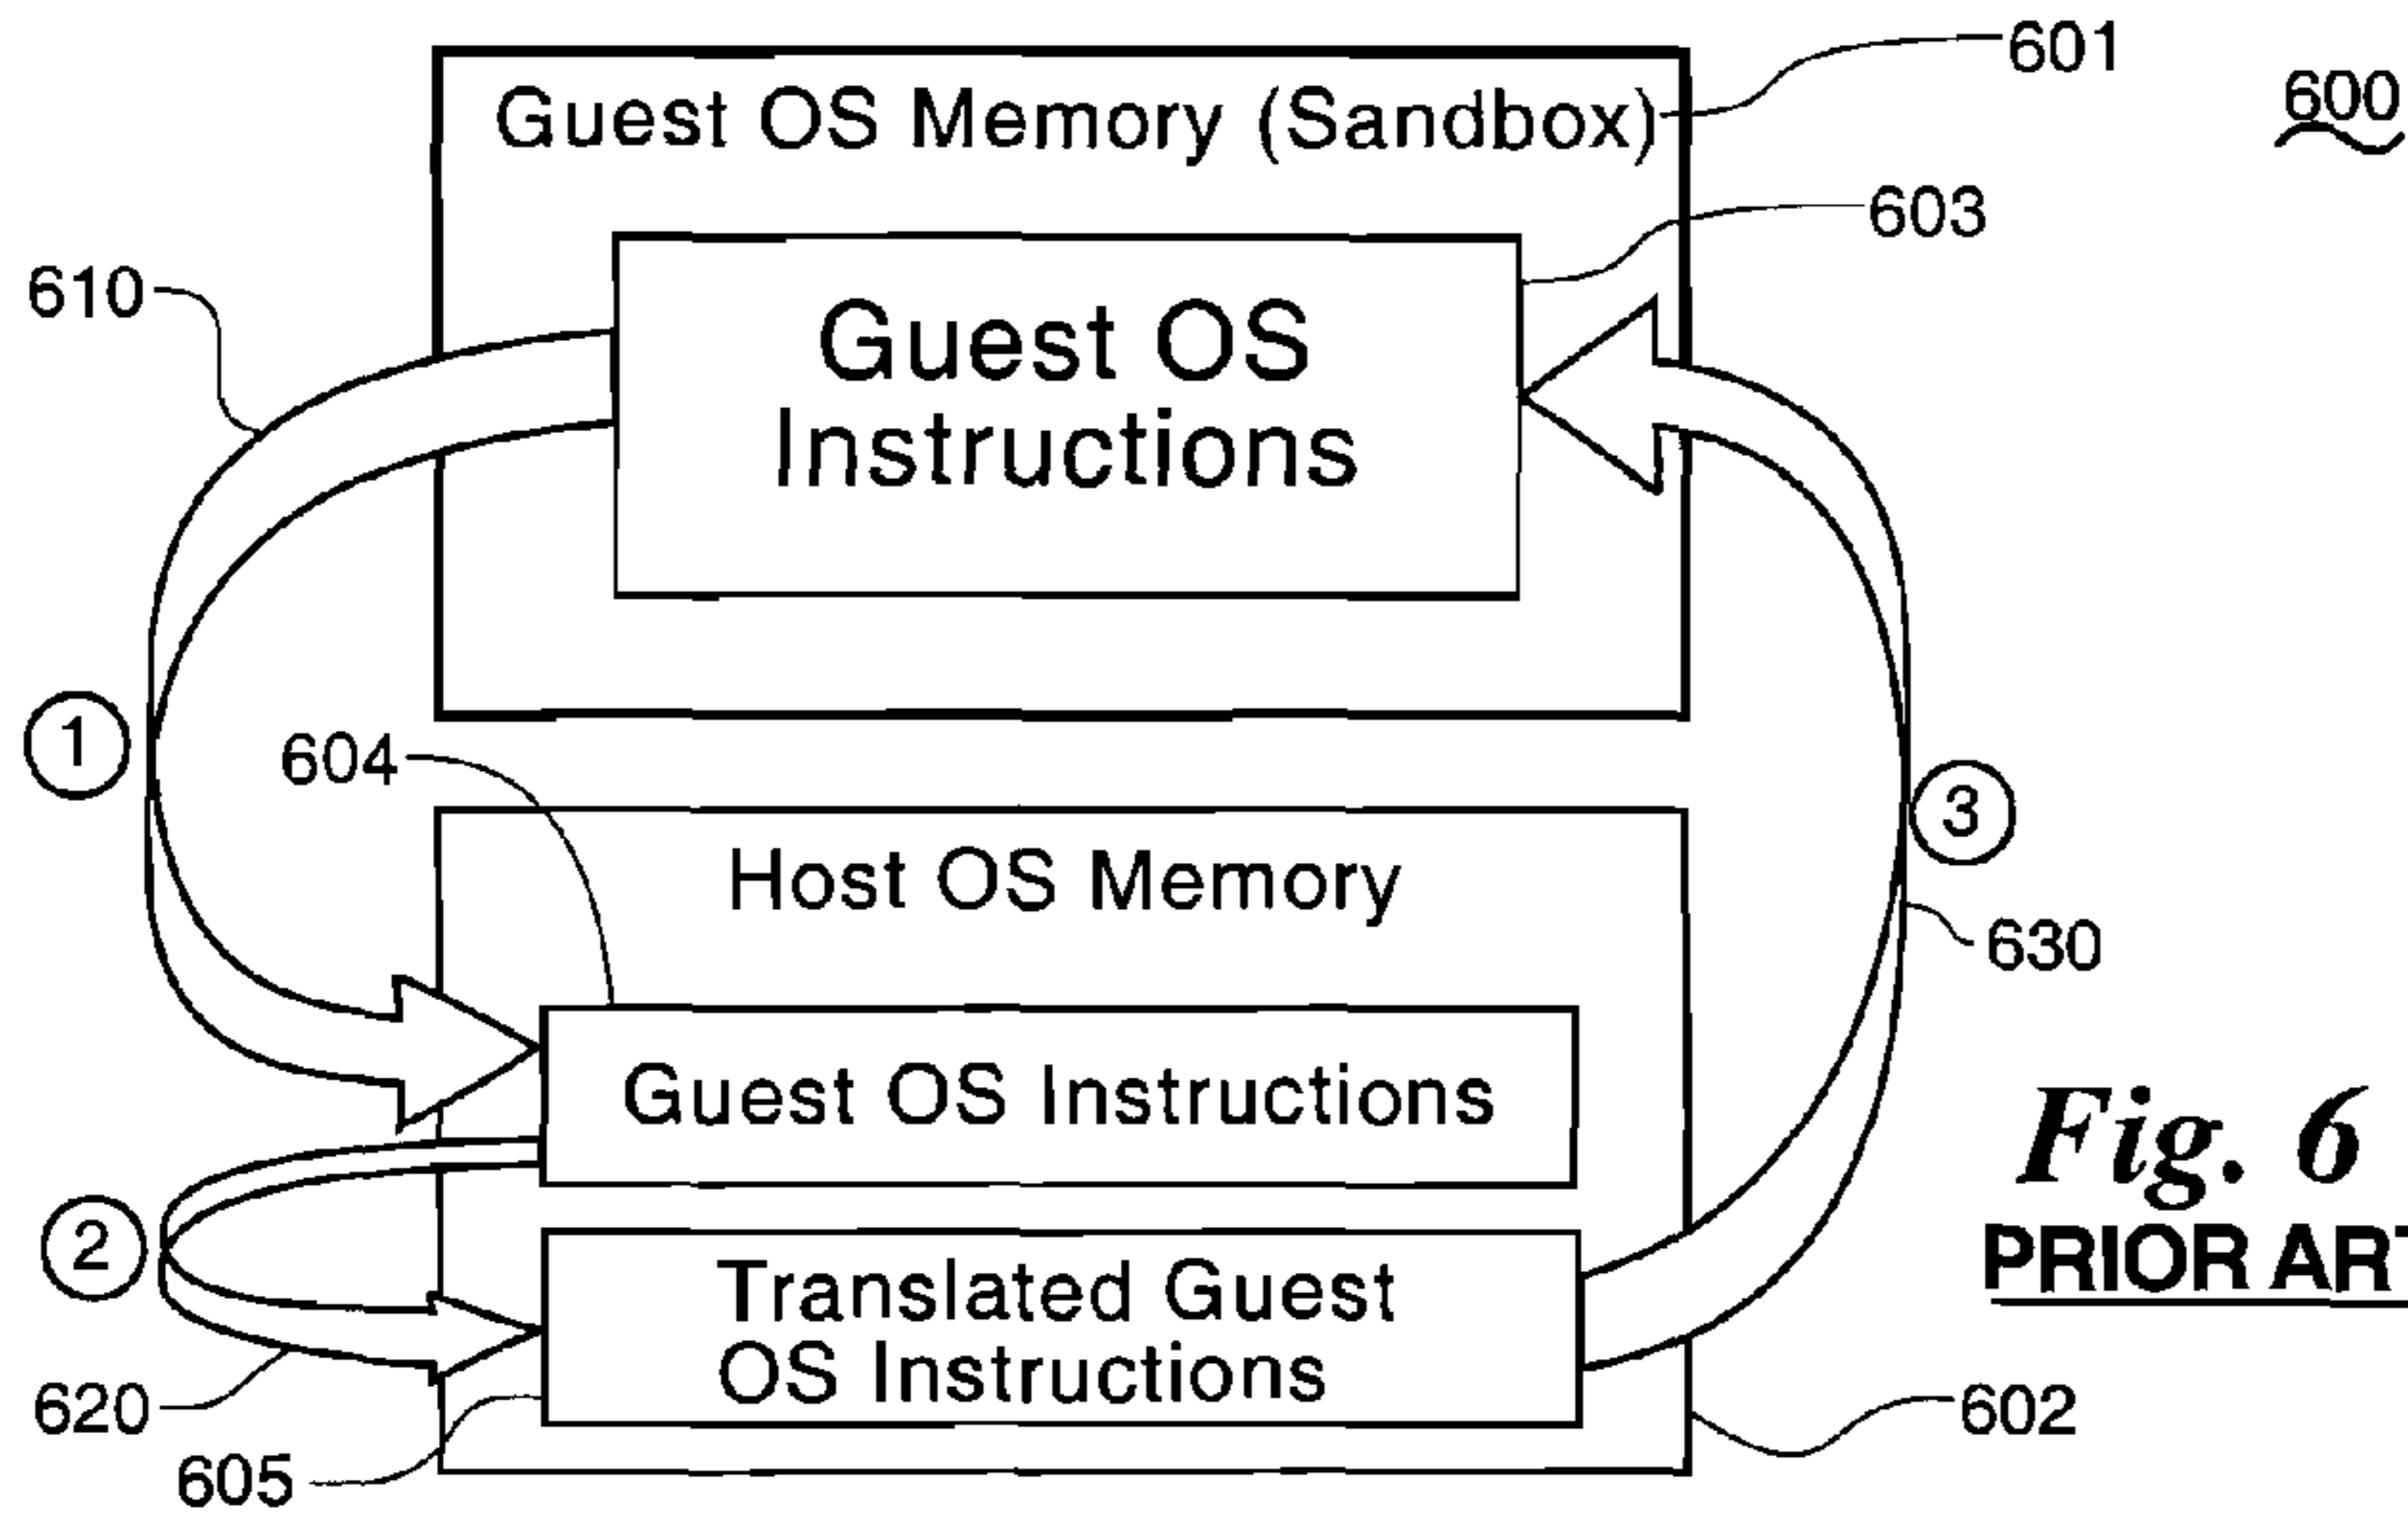 601
600
Guest OS Memory (Sandbox)
603
610
Guest OS
Instructions
1
604
3
Host OS Memory
630
Guest OS Instructions
Fig. 6
2
PRIOR ART
Translated Guest
OS Instructions
620
602
605